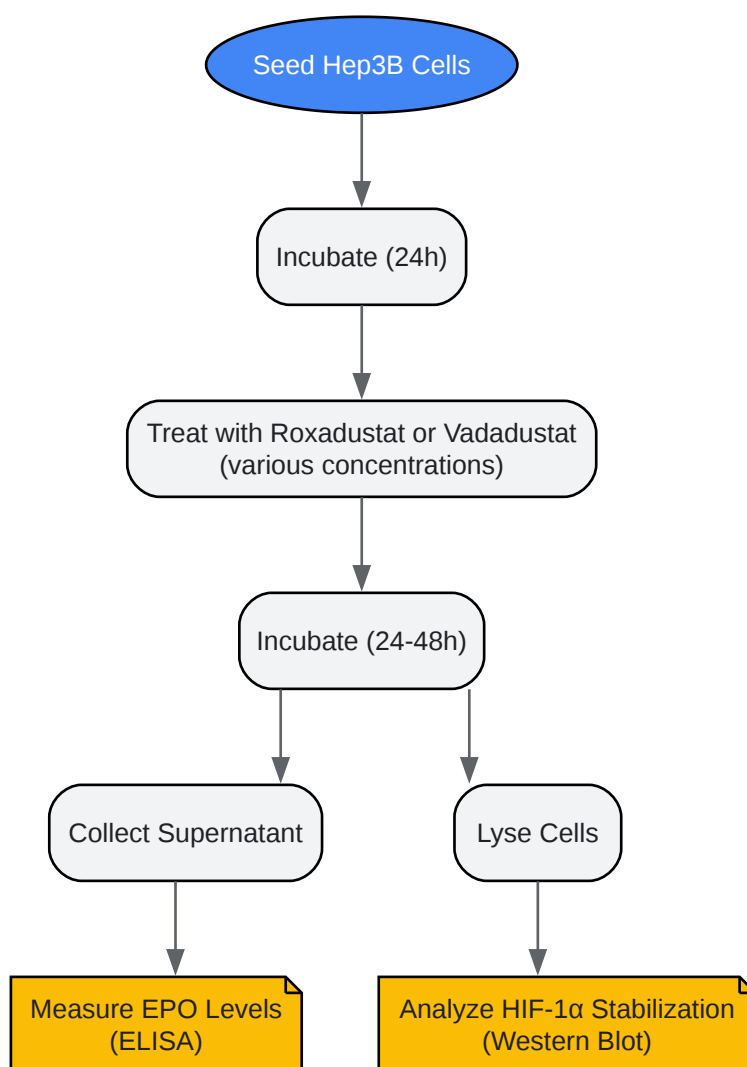 Seed Hep3B Cells
Incubate (24h)
Treat with Roxadustat or Vadadustat
(various concentrations)
Incubate (24-48h)
Collect Supernatant
Lyse Cells
Measure EPO Levels
(ELISA)
Analyze HIF-1α Stabilization
(Western Blot)